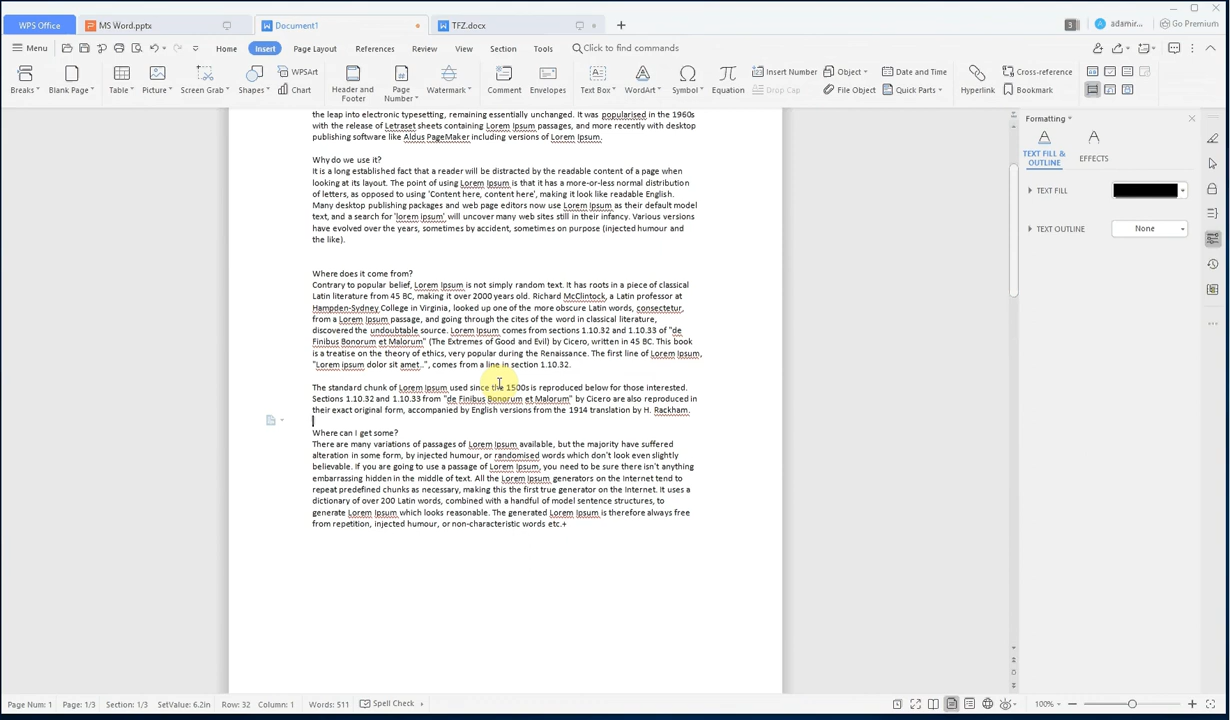 WPS Office MS Word.pptx Document1 TFZ.docx + 3 adamir... Go Premium
Menu Home Insert Page Layout References Review View Section Tools Click to find commands
Breaks Blank Page Table Picture Screen Grab Shapes WPSArt Chart Header and Footer Page Number Watermark Comment Envelopes Text Box WordArt Symbol Equation Insert Number Drop Cap Object File Object Date and Time Quick Parts Hyperlink Cross-reference Bookmark
the leap into electronic typesetting, remaining essentially unchanged. It was popularised in the 1960s
with the release of Letraset sheets containing Lorem Ipsum passages, and more recently with desktop
publishing software like Aldus PageMaker including versions of Lorem Ipsum.
Why do we use it?
It is a long established fact that a reader will be distracted by the readable content of a page when
looking at its layout. The point of using Lorem Ipsum is that it has a more-or-less normal distribution
of letters, as opposed to using 'Content here, content here', making it look like readable English.
Many desktop publishing packages and web page editors now use Lorem Ipsum as their default model
text, and a search for 'lorem ipsum' will uncover many web sites still in their infancy. Various versions
have evolved over the years, sometimes by accident, sometimes on purpose (injected humour and
the like).
Where does it come from?
Contrary to popular belief, Lorem Ipsum is not simply random text. It has roots in a piece of classical
Latin literature from 45 BC, making it over 2000 years old. Richard McClintock, a Latin professor at
Hampden-Sydney College in Virginia, looked up one of the more obscure Latin words, consectetur,
from a Lorem Ipsum passage, and going through the cites of the word in classical literature,
discovered the undoubtable source. Lorem Ipsum comes from sections 1.10.32 and 1.10.33 of "de
Finibus Bonorum et Malorum" (The Extremes of Good and Evil) by Cicero, written in 45 BC. This book
is a treatise on the theory of ethics, very popular during the Renaissance. The first line of Lorem Ipsum,
"Lorem ipsum dolor sit amet..", comes from a line in section 1.10.32.
The standard chunk of Lorem Ipsum used since the 1500s is reproduced below for those interested.
Sections 1.10.32 and 1.10.33 from "de Finibus Bonorum et Malorum" by Cicero are also reproduced in
their exact original form, accompanied by English versions from the 1914 translation by H. Rackham.
Where can I get some?
There are many variations of passages of Lorem Ipsum available, but the majority have suffered
alteration in some form, by injected humour, or randomised words which don't look even slightly
believable. If you are going to use a passage of Lorem Ipsum, you need to be sure there isn't anything
embarrassing hidden in the middle of text. All the Lorem Ipsum generators on the Internet tend to
repeat predefined chunks as necessary, making this the first true generator on the Internet. It uses a
dictionary of over 200 Latin words, combined with a handful of model sentence structures, to
generate Lorem Ipsum which looks reasonable. The generated Lorem Ipsum is therefore always free
from repetition, injected humour, or non-characteristic words etc.+
Formatting
TEXT FILL & OUTLINE EFFECTS
TEXT FILL
TEXT OUTLINE None
Page Num: 1 Page: 1/3 Section: 1/3 SetValue: 6.2in Row: 32 Column: 1 Words: 511 Spell Check 100%